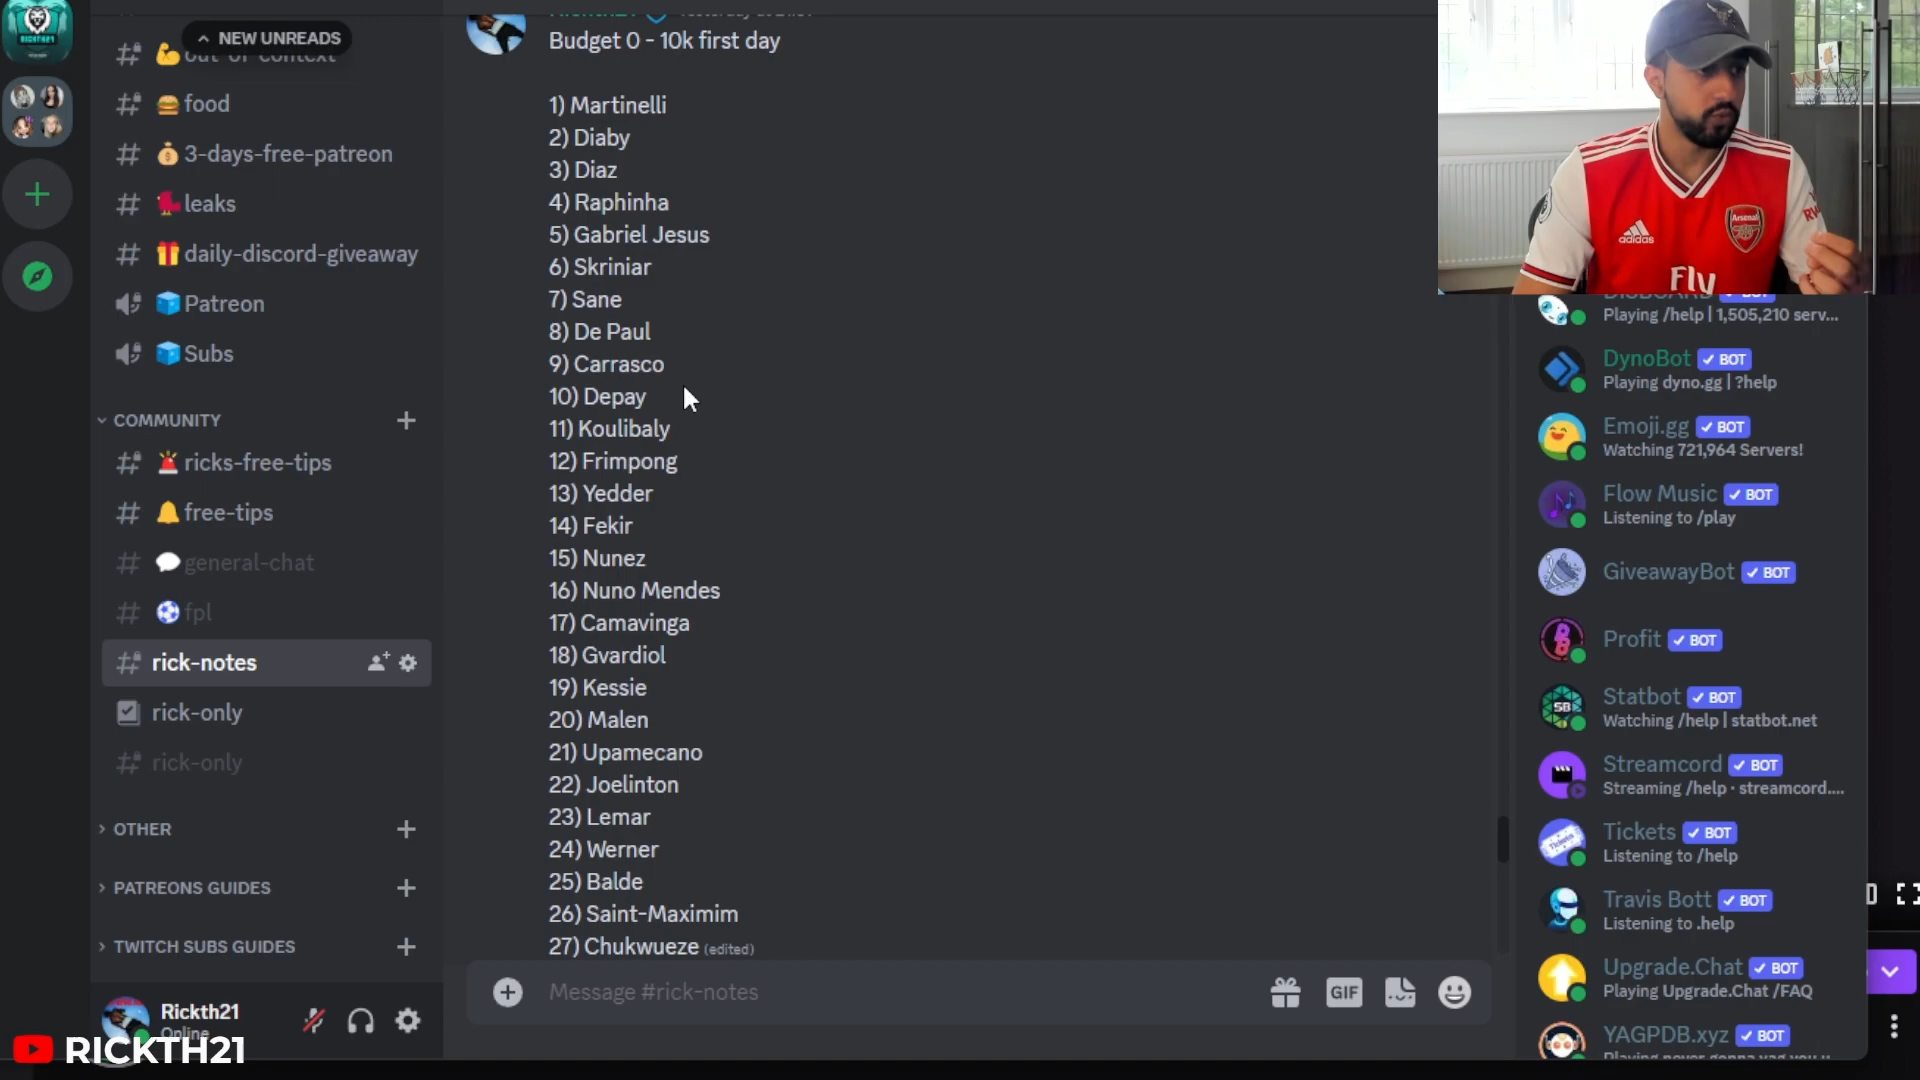 RICKTH21
NEW UNREADS
out-of-context
food
3-days-free-patreon
leaks
daily-discord-giveaway
Patreon
Subs
COMMUNITY
ricks-free-tips
free-tips
general-chat
fpl
rick-notes
rick-only
rick-only
OTHER
PATREONS GUIDES
TWITCH SUBS GUIDES
Rickth21
Online
RICKTH21
Budget 0 - 10k first day
1) Martinelli
2) Diaby
3) Diaz
4) Raphinha
5) Gabriel Jesus
6) Skriniar
7) Sane
8) De Paul
9) Carrasco
10) Depay
11) Koulibaly
12) Frimpong
13) Yedder
14) Fekir
15) Nunez
16) Nuno Mendes
17) Camavinga
18) Gvardiol
19) Kessie
20) Malen
21) Upamecano
22) Joelinton
23) Lemar
24) Werner
25) Balde
26) Saint-Maximim
27) Chukwueze (edited)
Message #rick-notes
GIF
adidas
Arsenal
Fly
Playing /help | 1,505,210 serv...
DynoBot BOT
Playing dyno.gg | ?help
Emoji.gg BOT
Watching 721,964 Servers!
Flow Music BOT
Listening to /play
GiveawayBot BOT
Profit BOT
SB
Statbot BOT
Watching /help | statbot.net
Streamcord BOT
Streaming /help · streamcord....
Tickets BOT
Listening to /help
Travis Bott BOT
Listening to .help
Upgrade.Chat BOT
Playing Upgrade.Chat /FAQ
YAGPDB.xyz BOT